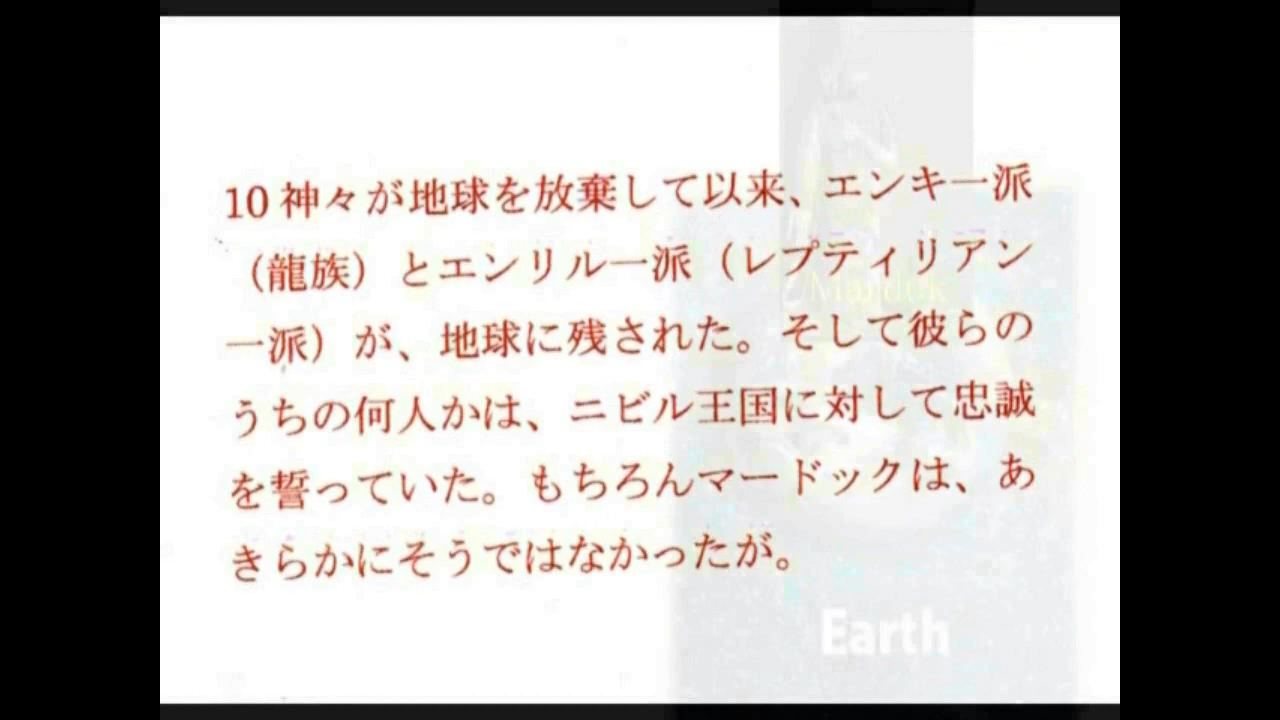 10 神々が地球を放棄して以来、エンキ一派
（龍族）とエンリル一派（レプティリアン
一派）が、地球に残された。そして彼らの
うちの何人かは、ニビル王国に対して忠誠
を誓っていた。もちろんマードックは、あ
きらかにそうではなかったが。
Marduk
Earth